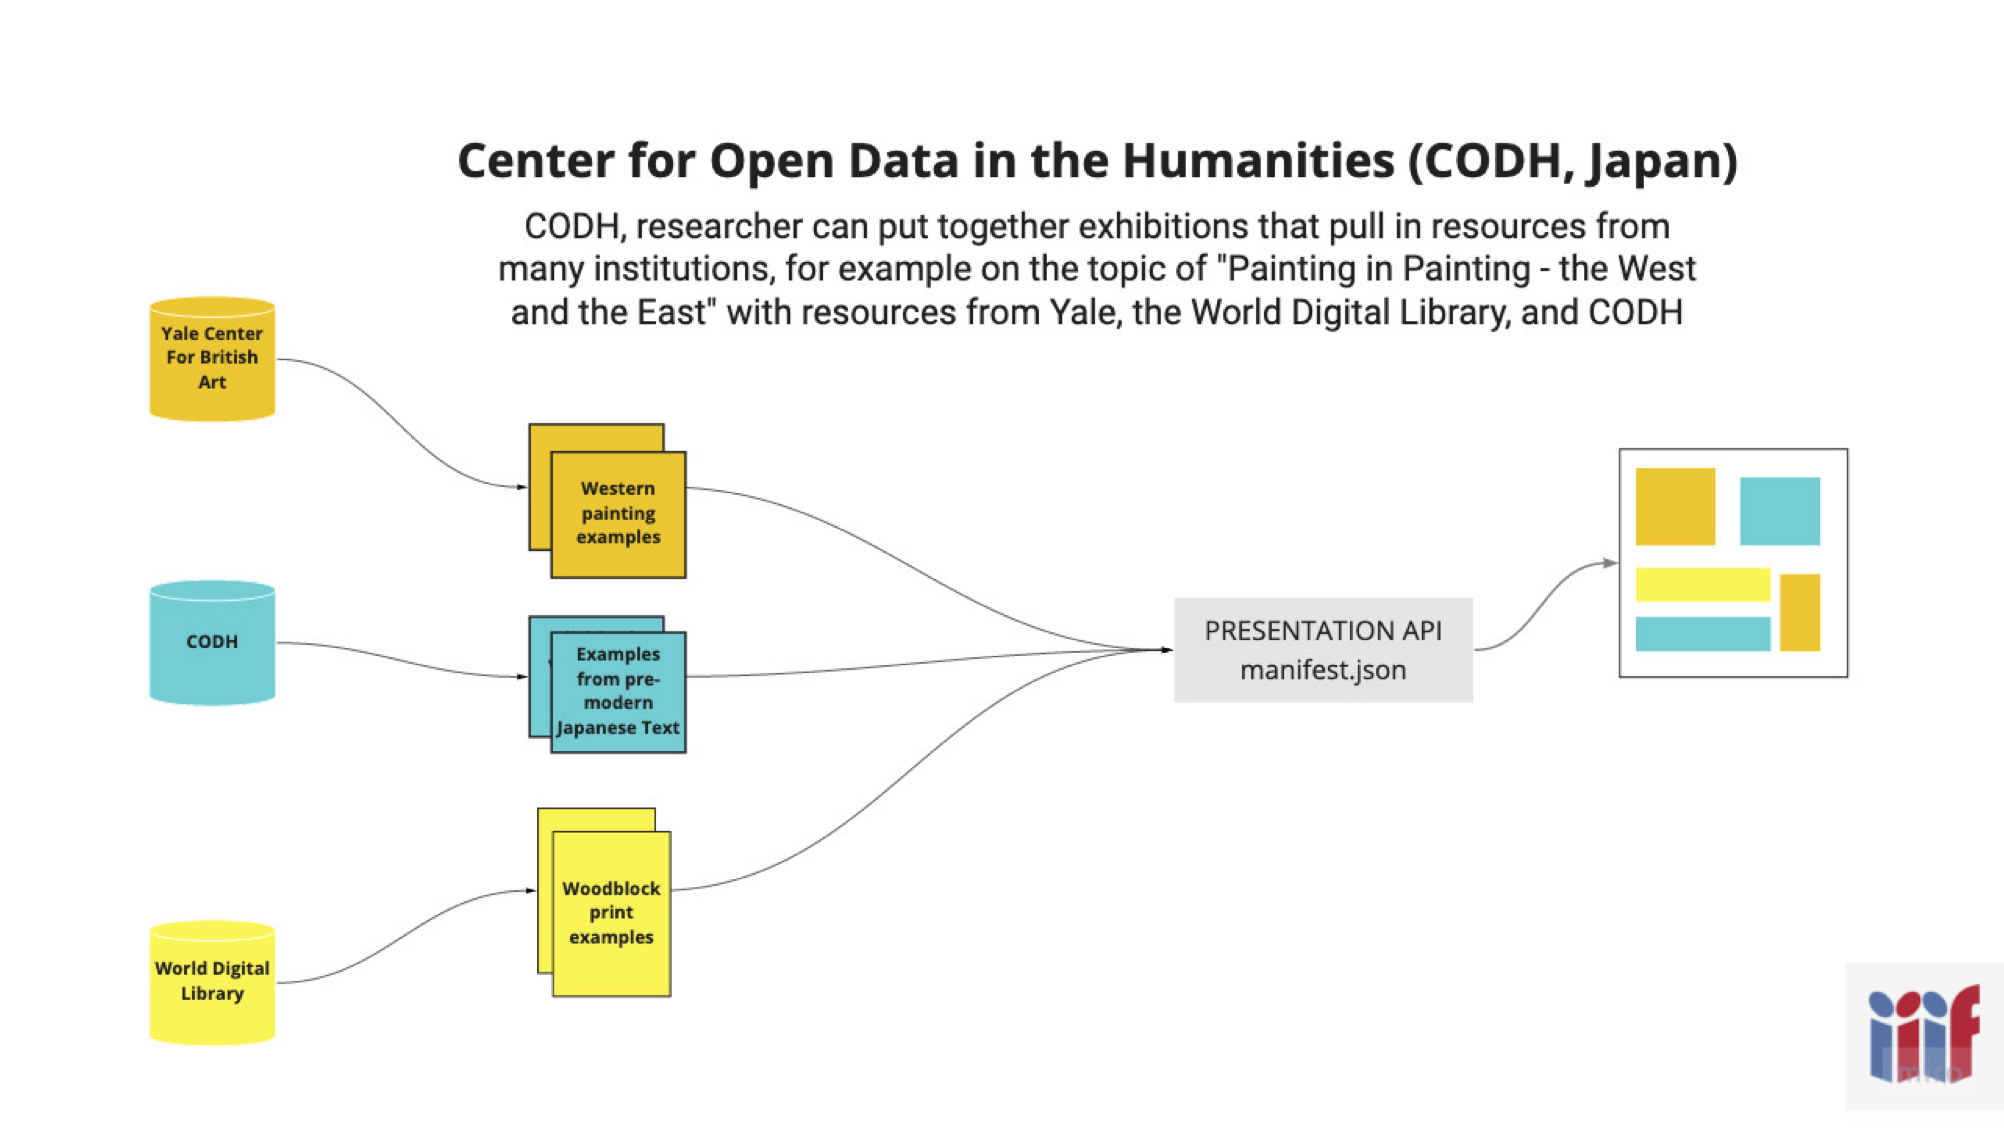 Center for Open Data in the Humanities (CODH, Japan)
CODH, researcher can put together exhibitions that pull in resources from
many institutions, for example on the topic of "Painting in Painting - the West
and the East" with resources from Yale, the World Digital Library, and CODH
Yale Center
For British
Art
Western
painting
examples
CODH
Examples
from pre-
modern
Japanese Text
PRESENTATION API
manifest.json
Woodblock
print
examples
World Digital
Library
iiif
miro